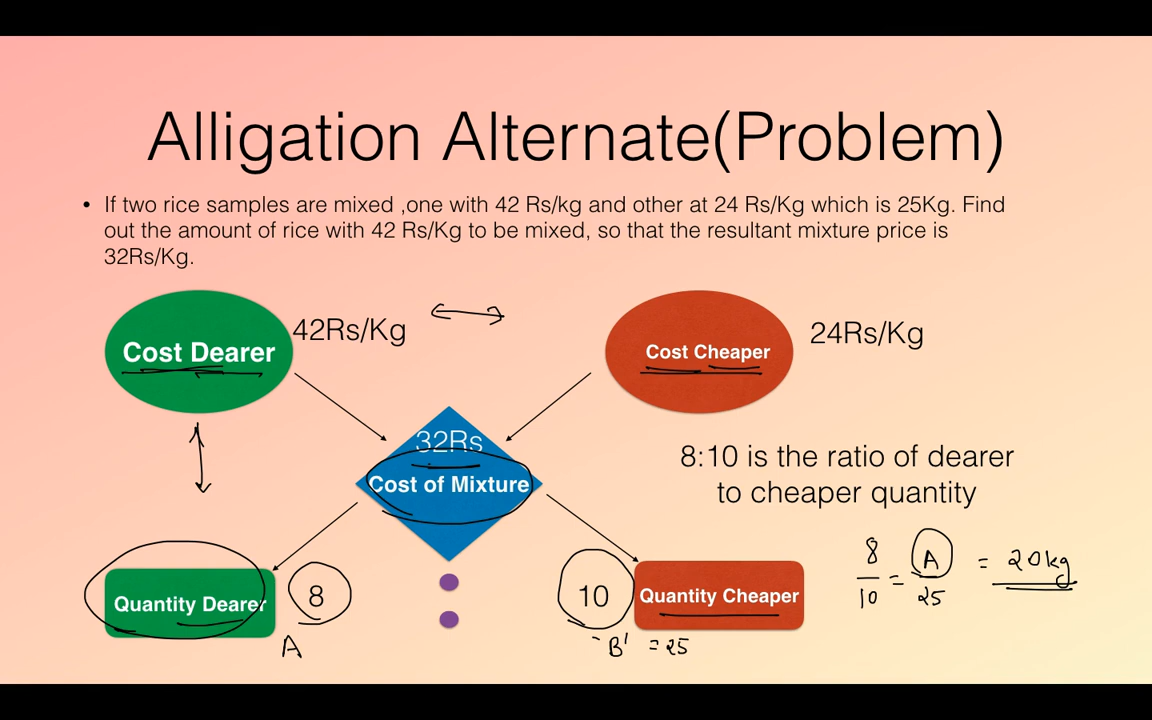 Alligation Alternate(Problem)
• If two rice samples are mixed ,one with 42 Rs/kg and other at 24 Rs/Kg which is 25Kg. Find
out the amount of rice with 42 Rs/Kg to be mixed, so that the resultant mixture price is
32Rs/Kg.
42Rs/Kg
Cost Dearer
Cost Cheaper
24Rs/Kg
32Rs
Cost of Mixture
8:10 is the ratio of dearer
to cheaper quantity
8/10 = A/25 = 20kg
Quantity Dearer
8
10
Quantity Cheaper
A
B' = 25